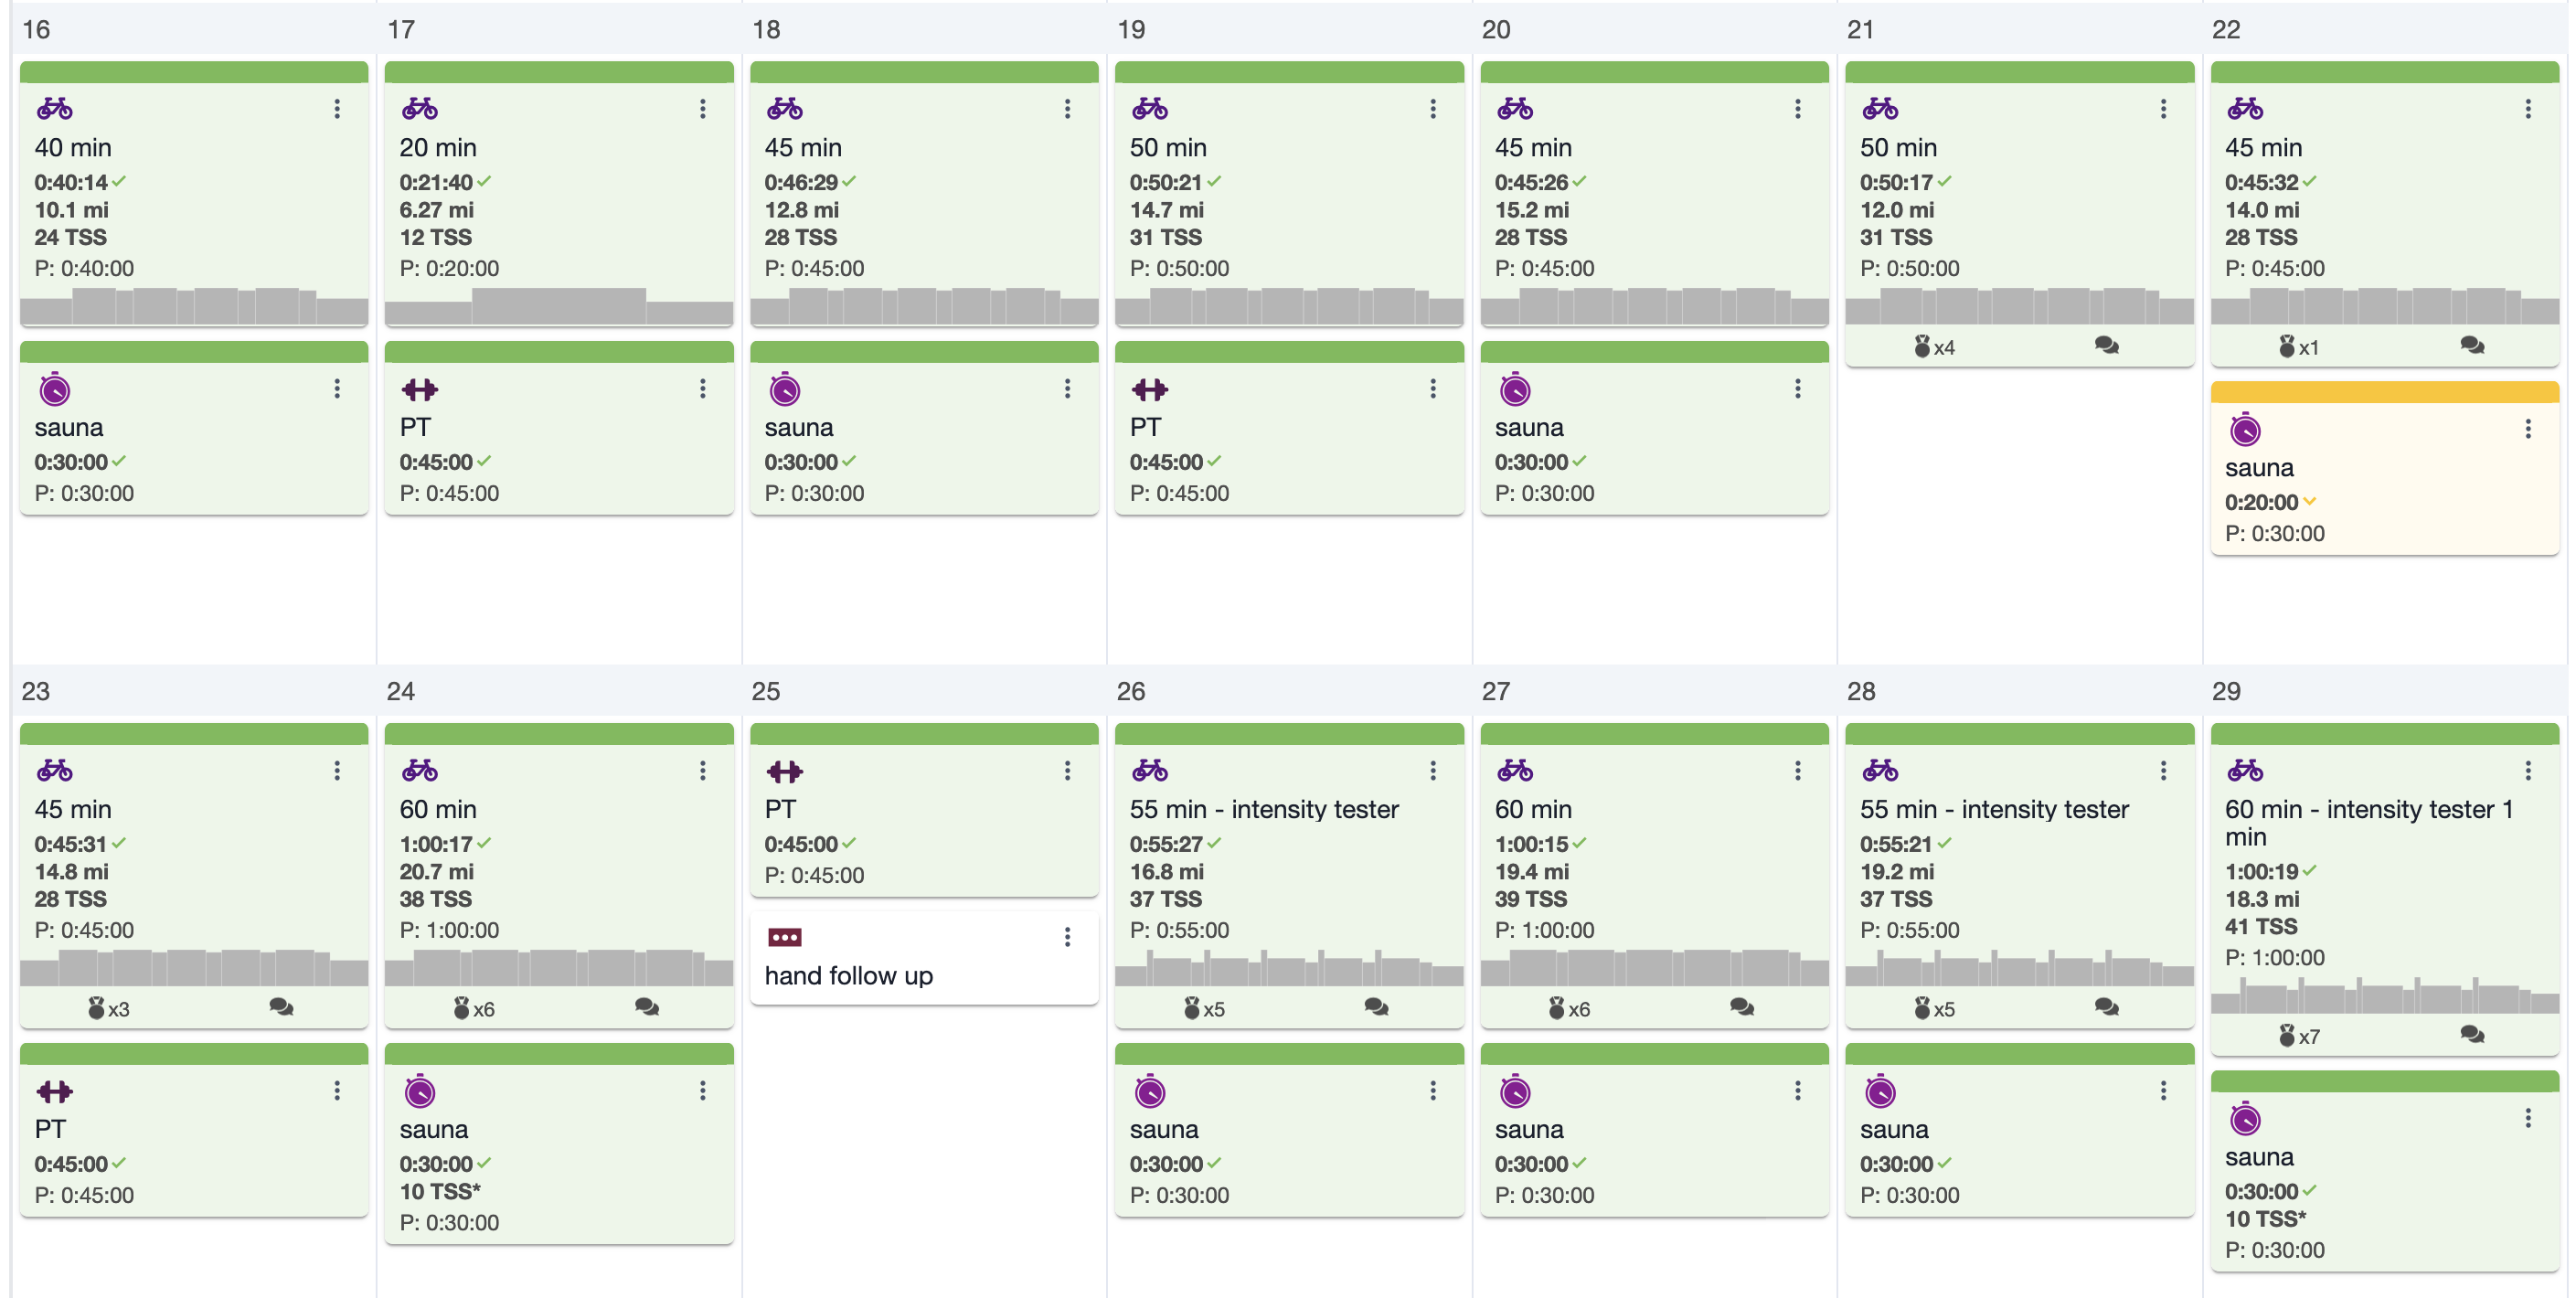 16
17
18
19
20
21
22
40 min
0:40:14
10.1 mi
24 TSS
P: 0:40:00
20 min
0:21:40
6.27 mi
12 TSS
P: 0:20:00
45 min
0:46:29
12.8 mi
28 TSS
P: 0:45:00
50 min
0:50:21
14.7 mi
31 TSS
P: 0:50:00
45 min
0:45:26
15.2 mi
28 TSS
P: 0:45:00
50 min
0:50:17
12.0 mi
31 TSS
P: 0:50:00
x4
45 min
0:45:32
14.0 mi
28 TSS
P: 0:45:00
x1
sauna
0:30:00
P: 0:30:00
PT
0:45:00
P: 0:45:00
sauna
0:30:00
P: 0:30:00
PT
0:45:00
P: 0:45:00
sauna
0:30:00
P: 0:30:00
sauna
0:20:00
P: 0:30:00
23
24
25
26
27
28
29
45 min
0:45:31
14.8 mi
28 TSS
P: 0:45:00
x3
60 min
1:00:17
20.7 mi
38 TSS
P: 1:00:00
x6
PT
0:45:00
P: 0:45:00
hand follow up
55 min - intensity tester
0:55:27
16.8 mi
37 TSS
P: 0:55:00
x5
60 min
1:00:15
19.4 mi
39 TSS
P: 1:00:00
x6
55 min - intensity tester
0:55:21
19.2 mi
37 TSS
P: 0:55:00
x5
60 min - intensity tester 1
min
1:00:19
18.3 mi
41 TSS
P: 1:00:00
x7
PT
0:45:00
P: 0:45:00
sauna
0:30:00
10 TSS*
P: 0:30:00
sauna
0:30:00
P: 0:30:00
sauna
0:30:00
P: 0:30:00
sauna
0:30:00
P: 0:30:00
sauna
0:30:00
10 TSS*
P: 0:30:00